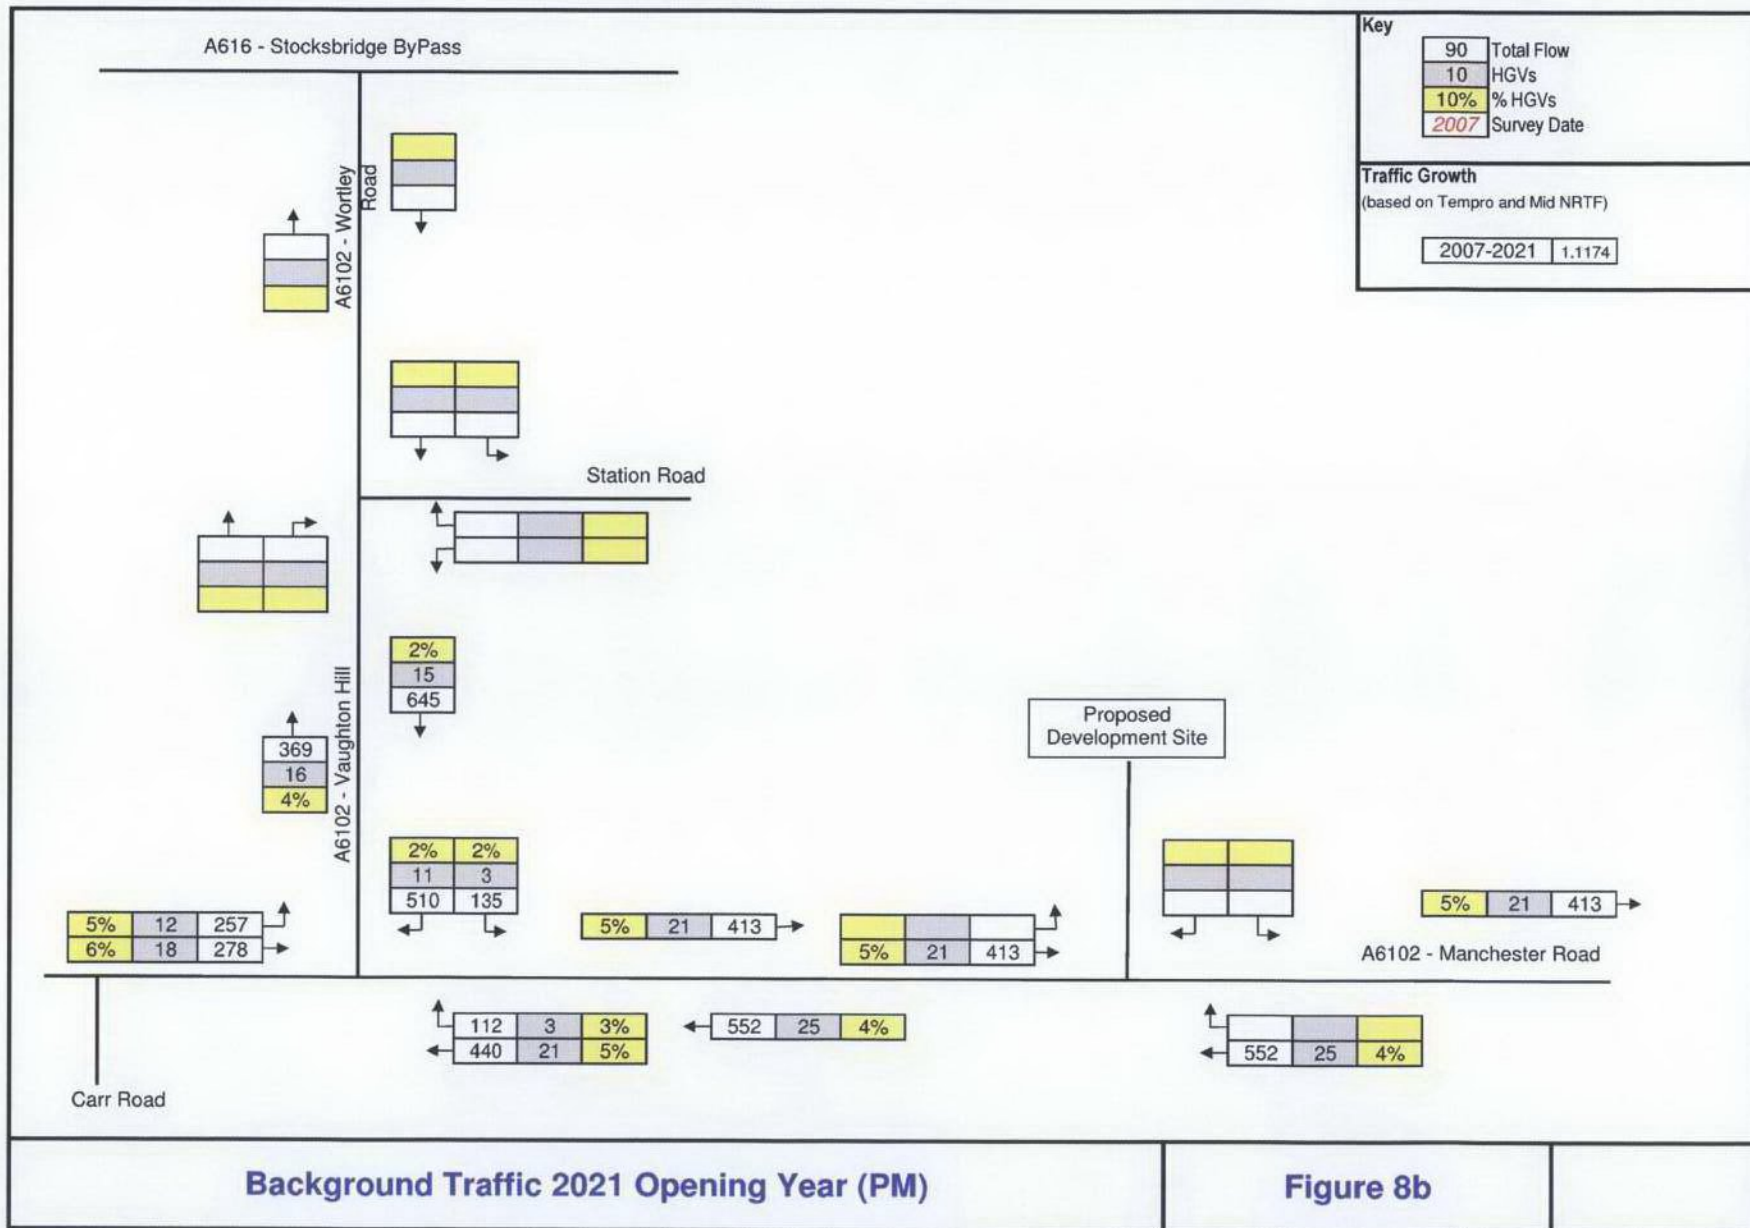 A616 - Stocksbridge ByPass
Key
90 Total Flow
10 HGVs
10% % HGVs
2007 Survey Date
Traffic Growth
(based on Tempro and Mid NRTF)
2007-2021 1.1174
A6102 - Wortley
Road
Station Road
2%
15
645
A6102 - Vaughton Hill
369
16
4%
Proposed
Development Site
2% 2%
11 3
510 135
5% 12 257
6% 18 278
5% 21 413
5% 21 413
5% 21 413
A6102 - Manchester Road
112 3 3%
440 21 5%
552 25 4%
552 25 4%
Carr Road
Background Traffic 2021 Opening Year (PM)
Figure 8b